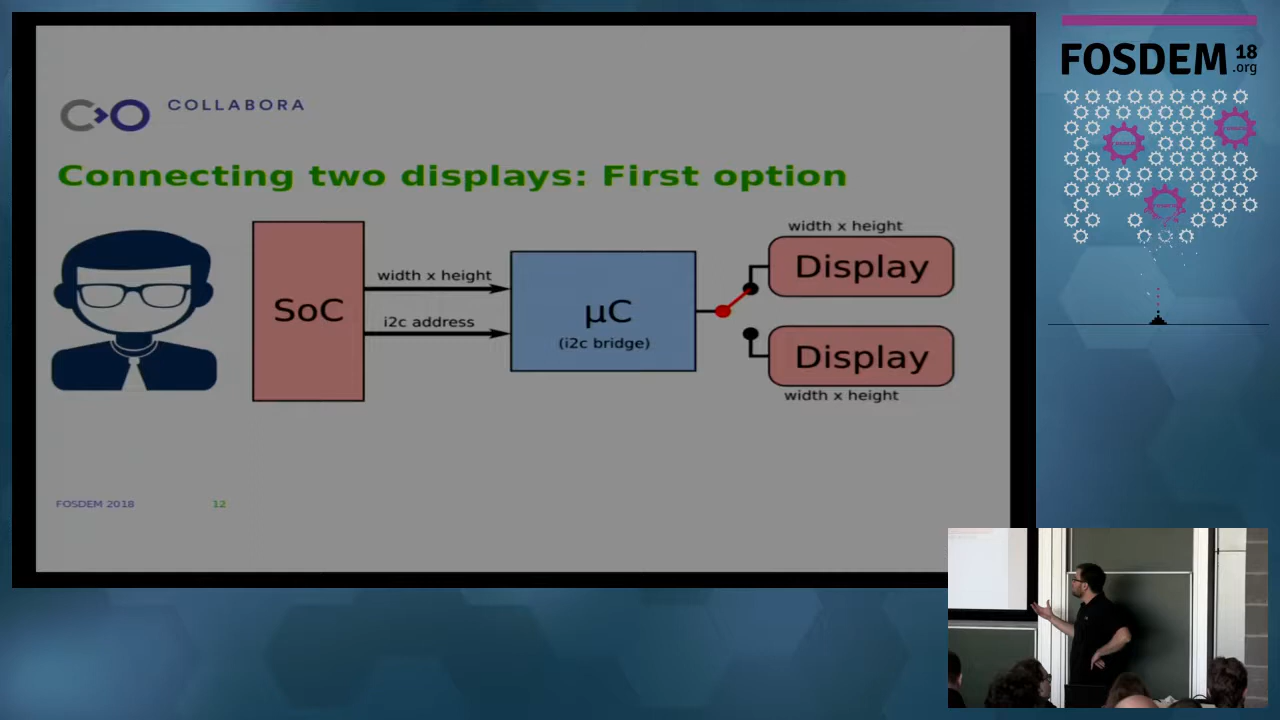 COLLABORA
Connecting two displays: First option
SoC
width x height
i2c address
µC
(i2c bridge)
width x height
Display
Display
width x height
FOSDEM 2018
12
FOSDEM 18
.org